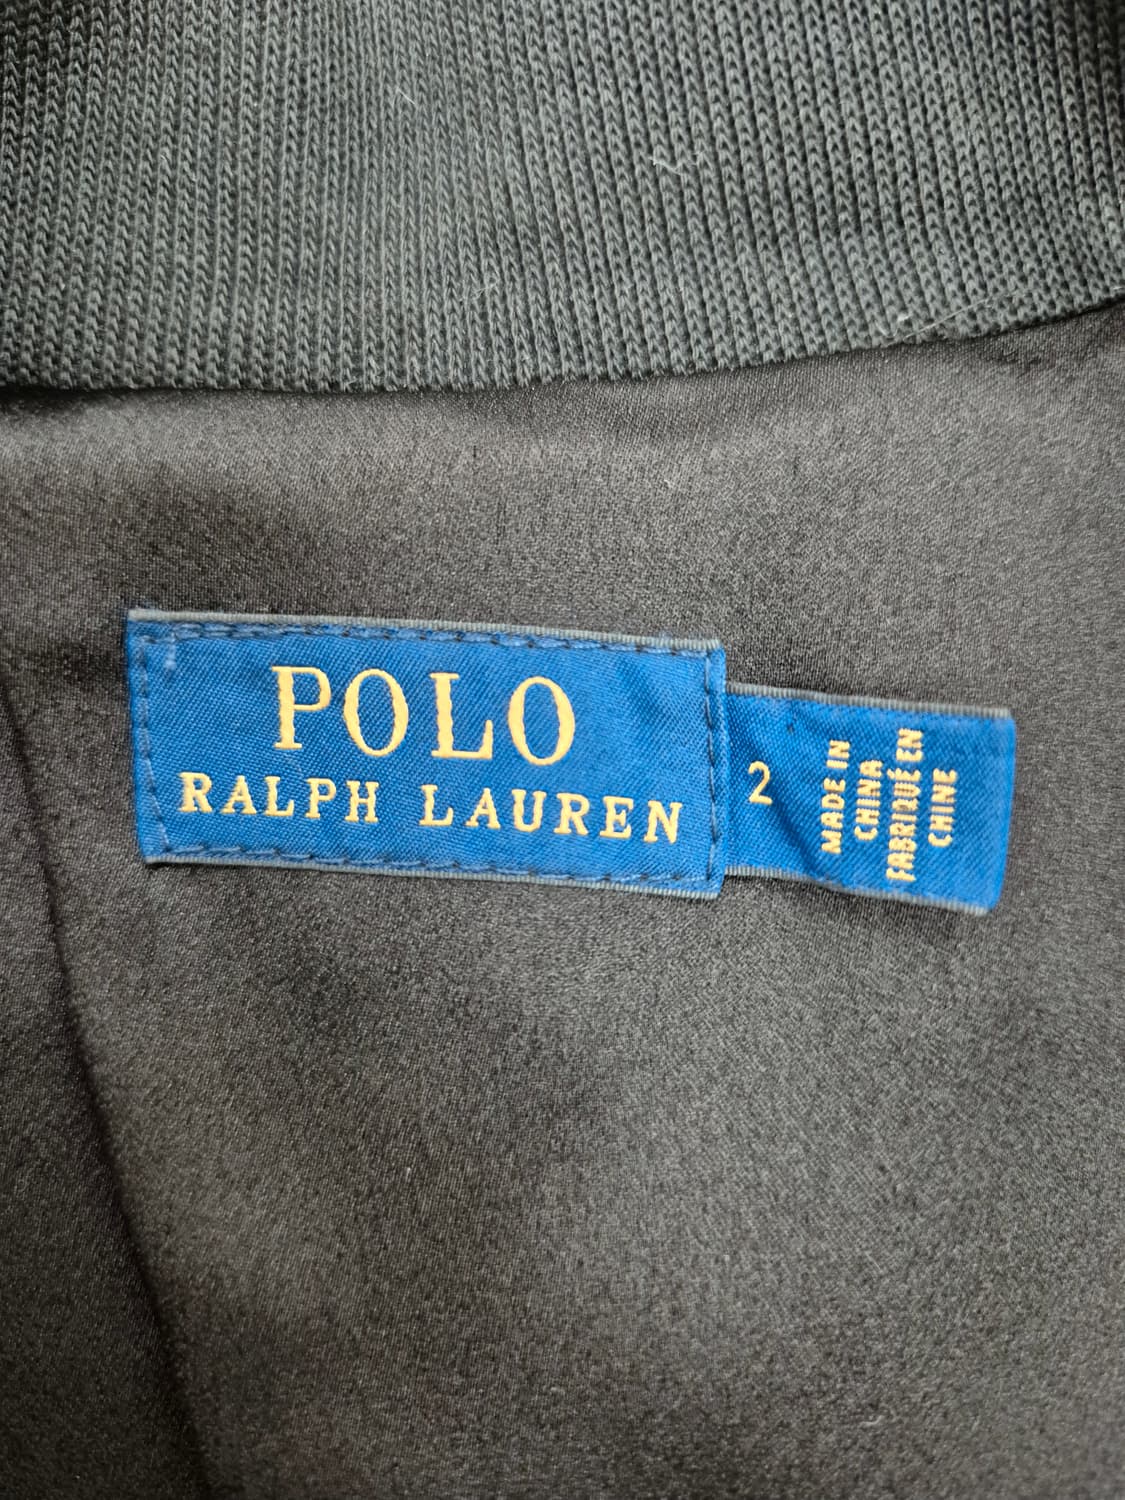 POLO
RALPH LAUREN
2
MADE IN
CHINA
FABRIQUÉ EN
CHINE